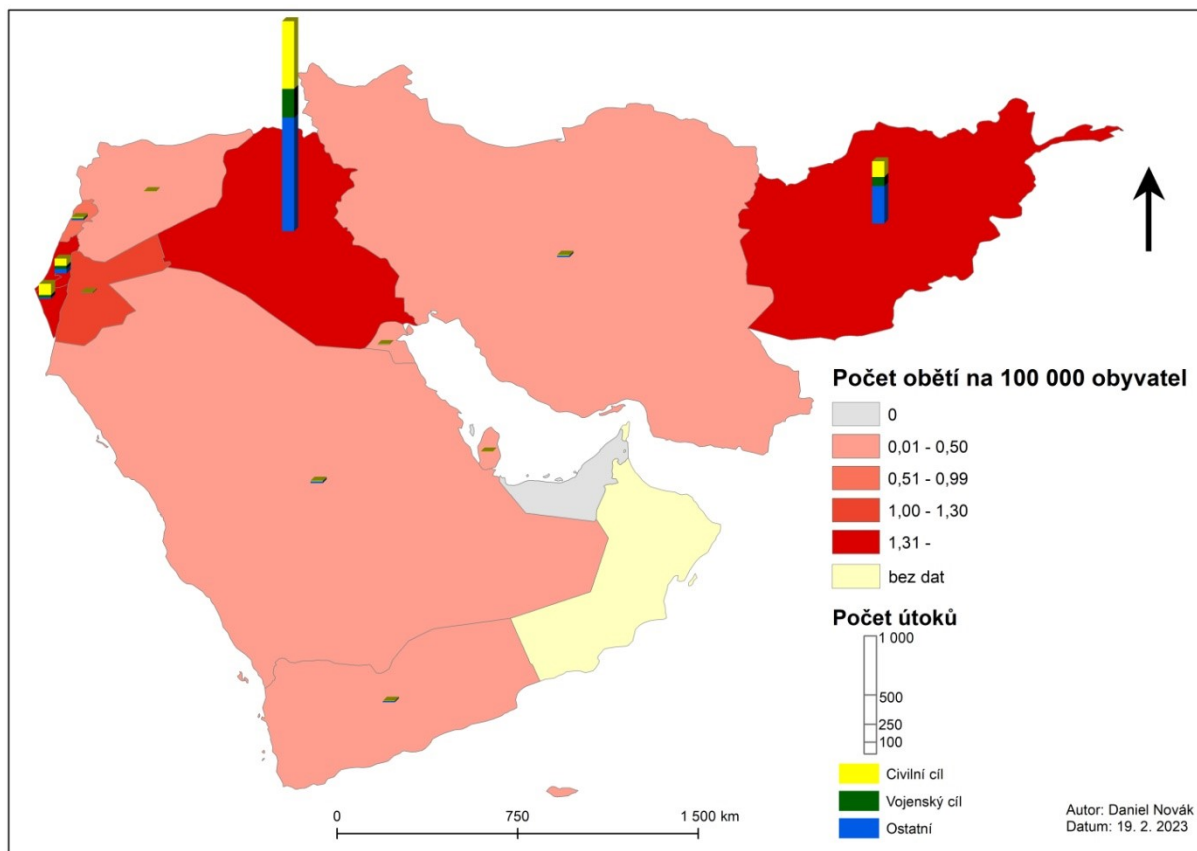 Počet obětí na 100 000 obyvatel
0
0,01 - 0,50
0,51 - 0,99
1,00 - 1,30
1,31 -
bez dat
Počet útoků
1 000
500
250
100
Civilní cíl
Vojenský cíl
Ostatní
0 750 1 500 km
Autor: Daniel Novák
Datum: 19. 2. 2023